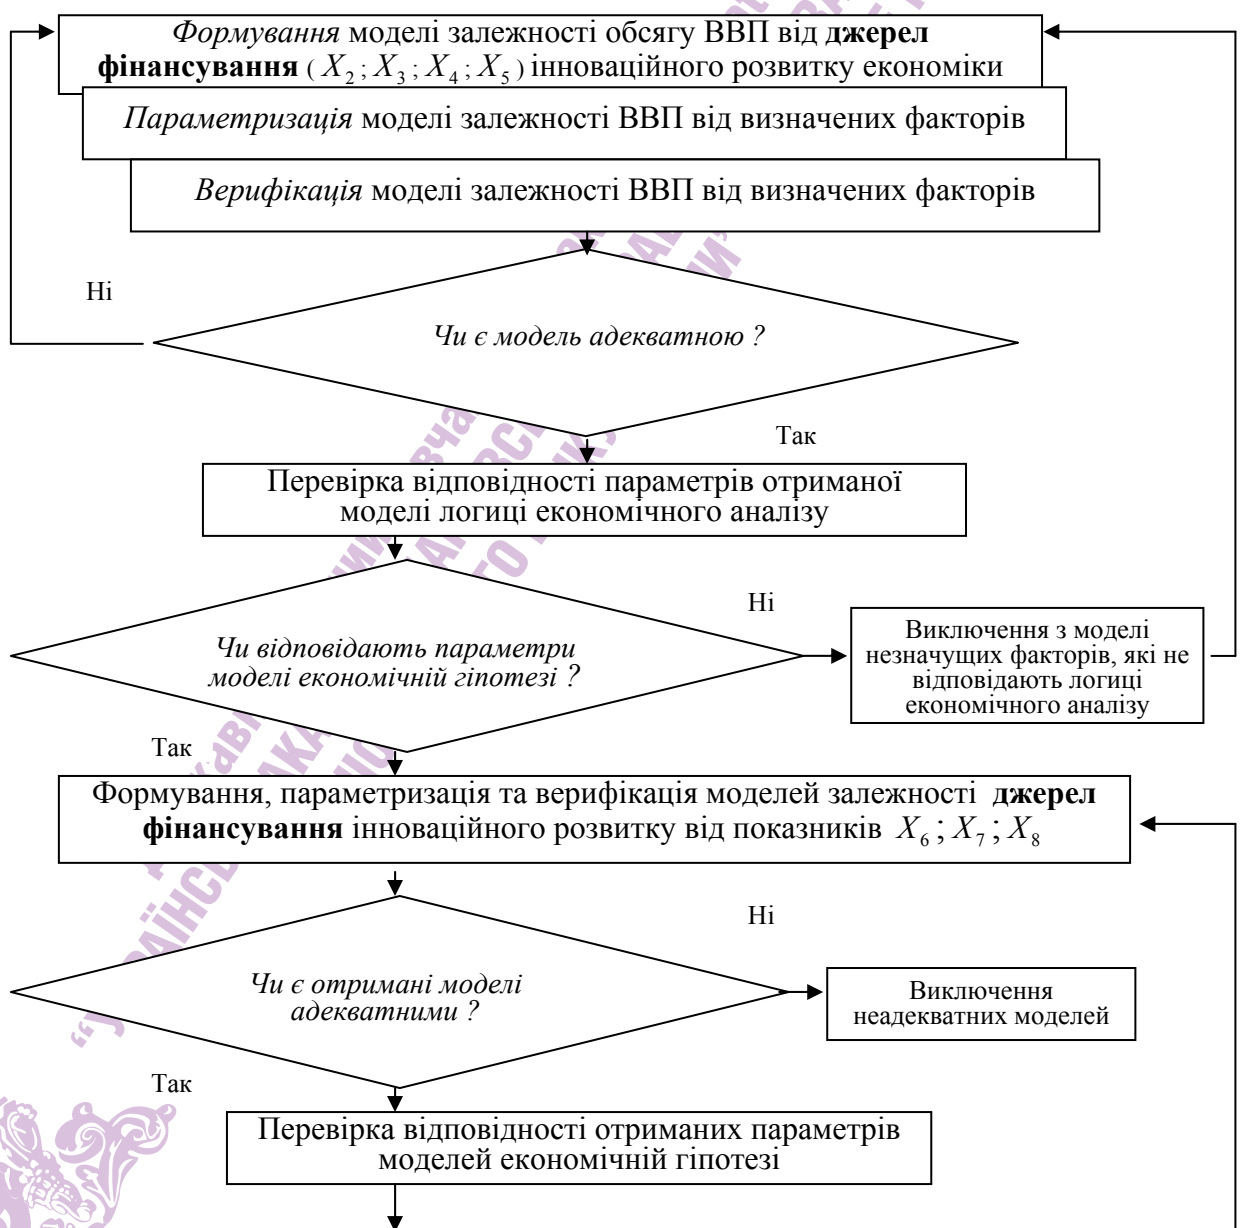 Формування моделі залежності обсягу ВВП від джерел
фінансування ( X2 ; X3 ; X4 ; X5 ) інноваційного розвитку економіки
Параметризація моделі залежності ВВП від визначених факторів
Верифікація моделі залежності ВВП від визначених факторів
Ні
Чи є модель адекватною ?
Так
Перевірка відповідності параметрів отриманої
моделі логиці економічного аналізу
Ні
Чи відповідають параметри
моделі економічній гіпотезі ?
Виключення з моделі
незначущих факторів, які не
відповідають логиці
економічного аналізу
Так
Формування, параметризація та верифікація моделей залежності джерел
фінансування інноваційного розвитку від показників X6 ; X7 ; X8
Ні
Чи є отримані моделі
адекватними ?
Виключення
неадекватних моделей
Так
Перевірка відповідності отриманих параметрів
моделей економічній гіпотезі